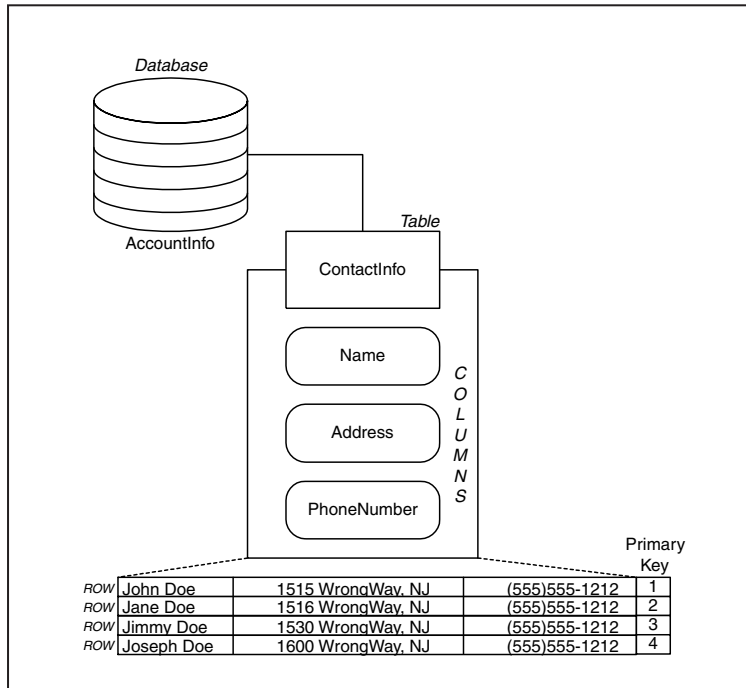 Database
AccountInfo
Table
ContactInfo
Name
Address
PhoneNumber
COLUMNS
Primary
Key
ROW John Doe 1515 WrongWay, NJ (555)555-1212 1
ROW Jane Doe 1516 WrongWay, NJ (555)555-1212 2
ROW Jimmy Doe 1530 WrongWay, NJ (555)555-1212 3
ROW Joseph Doe 1600 WrongWay, NJ (555)555-1212 4